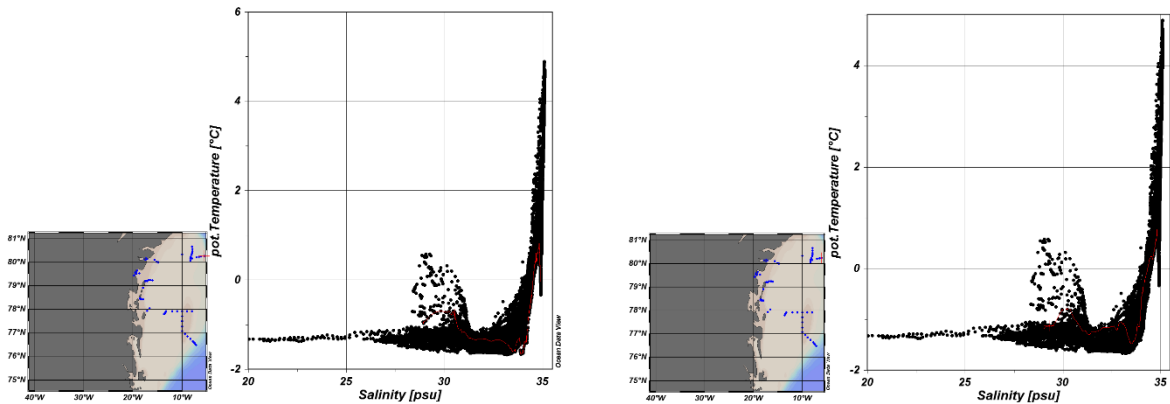 6
4
2
0
-2
pot.Temperature [°C]
20
25
30
35
Salinity [psu]
Ocean Data View
81°N
80°N
79°N
78°N
77°N
76°N
75°N
40°W
30°W
20°W
10°W
Ocean Data View
4
2
0
-2
pot.Temperature [°C]
20
25
30
35
Salinity [psu]
81°N
80°N
79°N
78°N
77°N
76°N
75°N
40°W
30°W
20°W
10°W
Ocean Data View